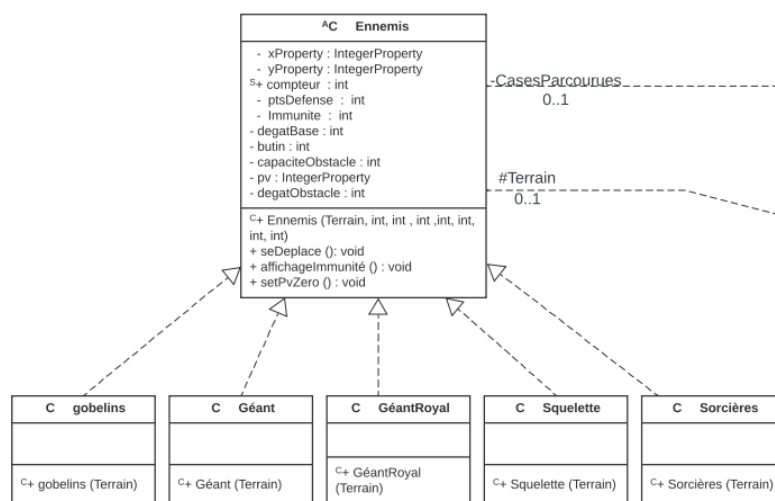 AC Ennemis
- xProperty : IntegerProperty
- yProperty : IntegerProperty
S+ compteur : int
- ptsDefense : int
- Immunite : int
- degatBase : int
- butin : int
- capaciteObstacle : int
- pv : IntegerProperty
- degatObstacle : int
C+ Ennemis (Terrain, int, int , int ,int, int,
int, int)
+ seDeplace (): void
+ affichageImmunité () : void
+ setPvZero () : void
-CasesParcourues
0..1
#Terrain
0..1
C gobelins
C+ gobelins (Terrain)
C Géant
C+ Géant (Terrain)
C GéantRoyal
C+ GéantRoyal
(Terrain)
C Squelette
C+ Squelette (Terrain)
C Sorcières
C+ Sorcières (Terrain)